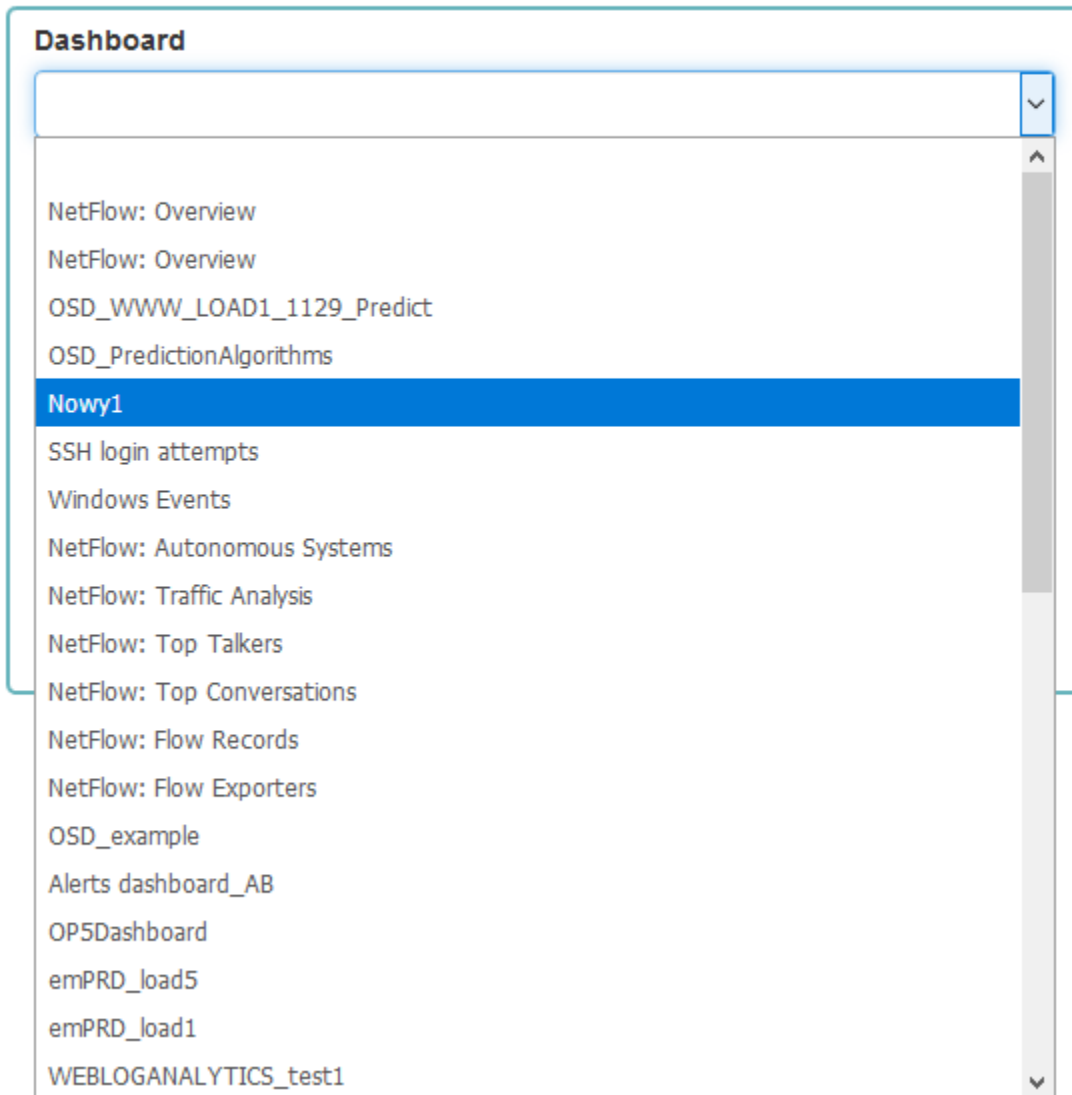 Dashboard
NetFlow: Overview
NetFlow: Overview
OSD_WWW_LOAD1_1129_Predict
OSD_PredictionAlgorithms
Nowy1
SSH login attempts
Windows Events
NetFlow: Autonomous Systems
NetFlow: Traffic Analysis
NetFlow: Top Talkers
NetFlow: Top Conversations
NetFlow: Flow Records
NetFlow: Flow Exporters
OSD_example
Alerts dashboard_AB
OP5Dashboard
emPRD_load5
emPRD_load1
WEBLOGANALYTICS_test1